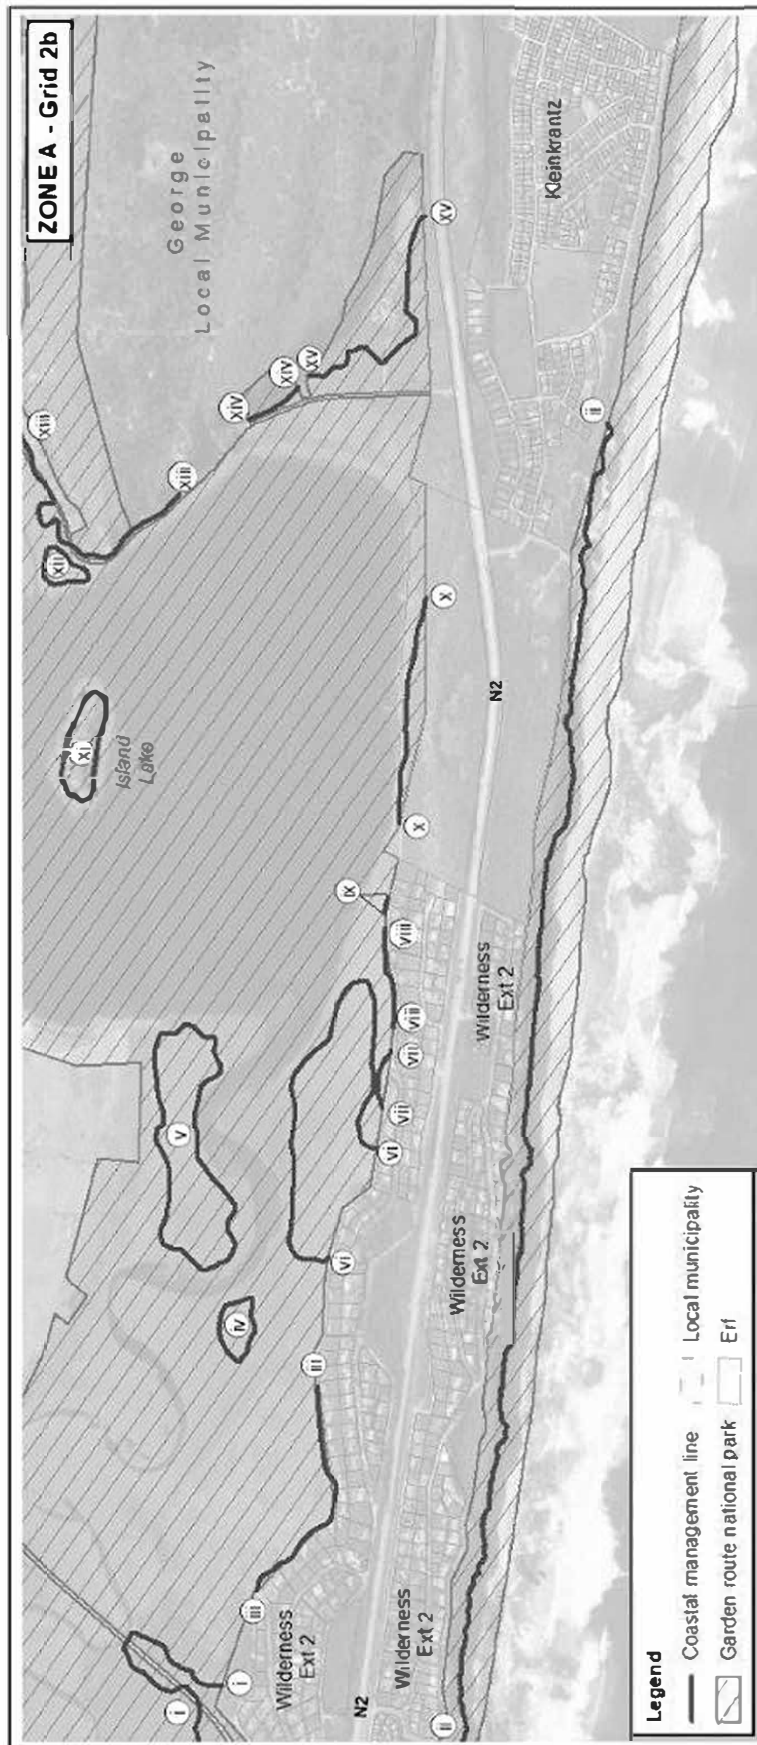 ZONE A - Grid 2b
George
Local Municipality
xiii
xiii
xii
xiv
xiv
xv
xv
xi
Island
Lake
x
x
Kleinkrantz
ii
N2
ix
viii
viii
vii
vii
vi
vi
v
iv
iii
iii
i
i
Wilderness
Ext 2
Wilderness
Ext 2
Wilderness
Ext 2
Wilderness
Ext 2
N2
ii
Legend
Coastal management line
Local municipality
Garden route national park
Erf